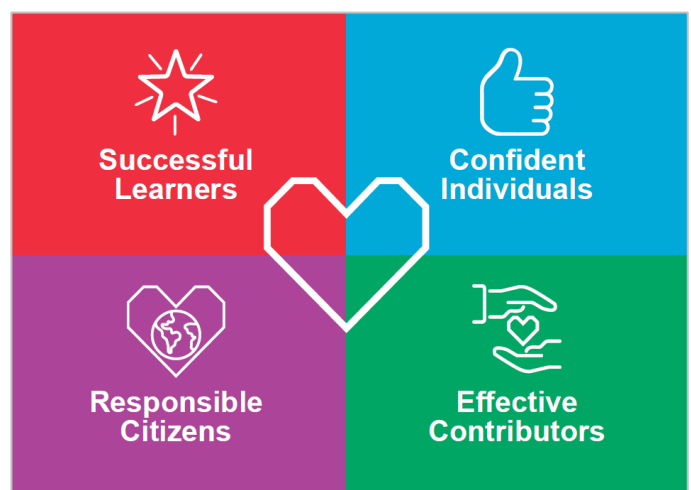 Successful
Learners
Confident
Individuals
Responsible
Citizens
Effective
Contributors